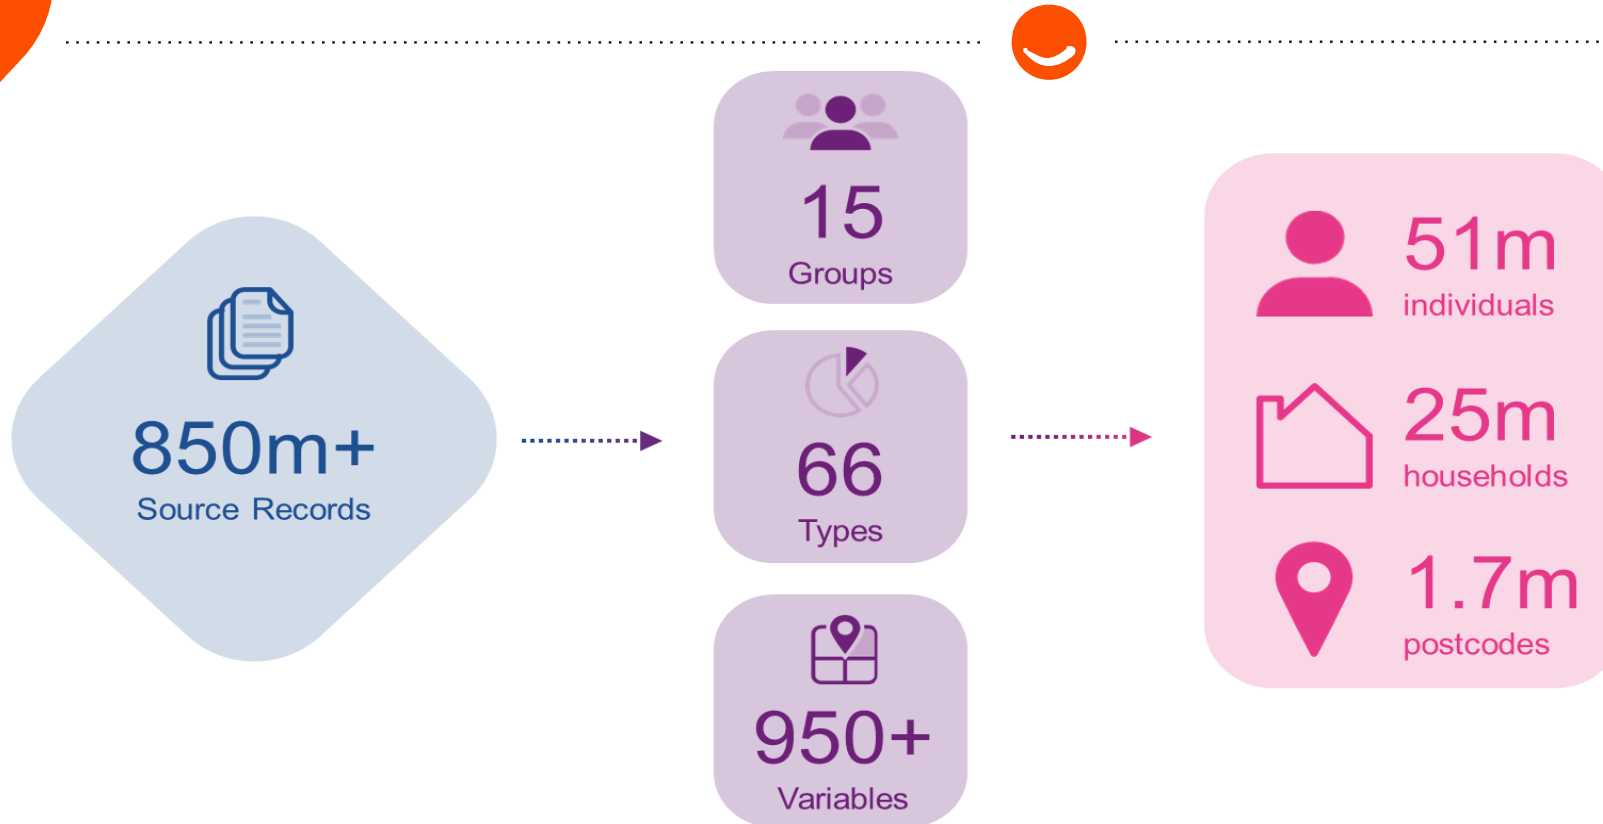 850m+
Source Records
15
Groups
66
Types
950+
Variables
51m
individuals
25m
households
1.7m
postcodes